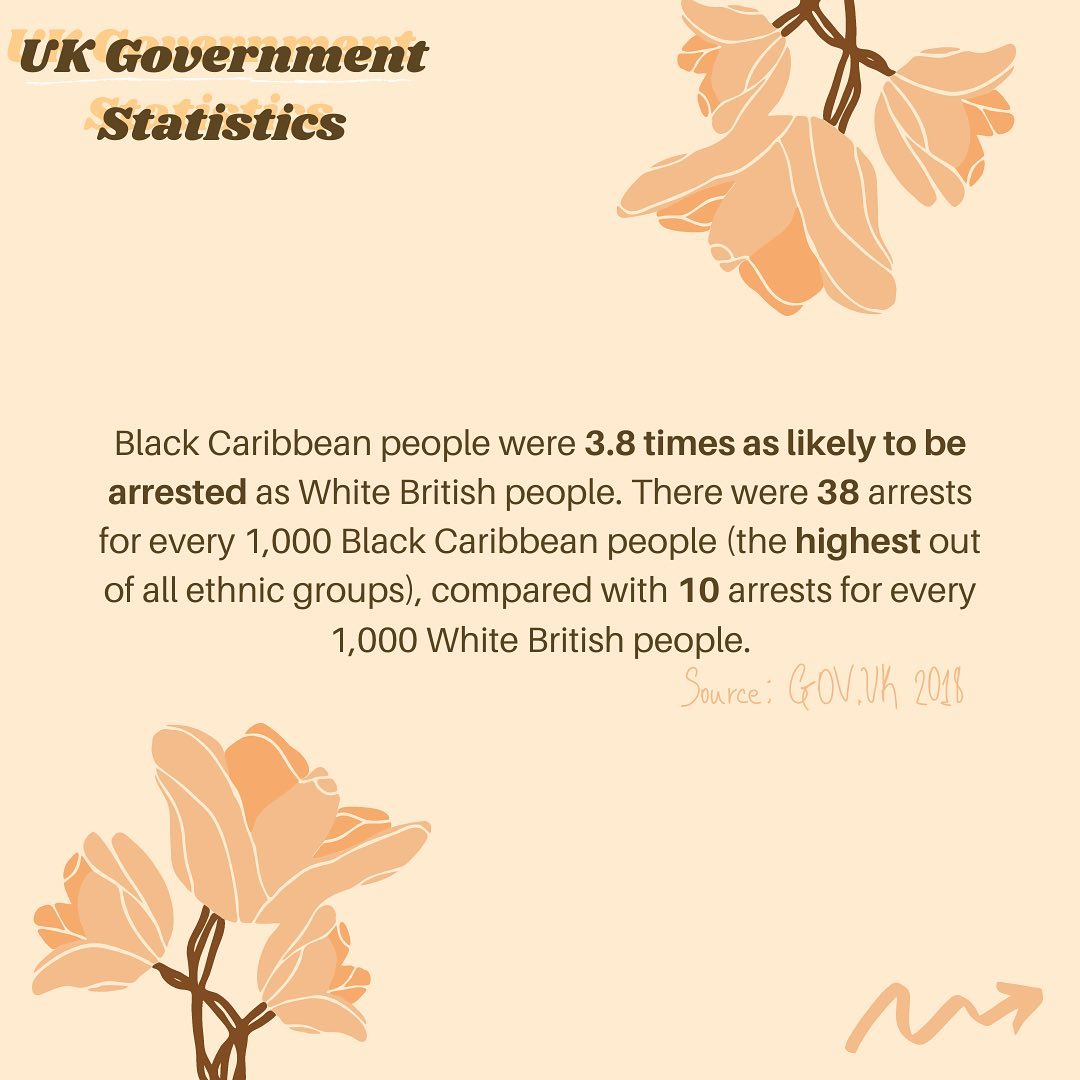 UK Government
Statistics
Black Caribbean people were 3.8 times as likely to be
arrested as White British people. There were 38 arrests
for every 1,000 Black Caribbean people (the highest out
of all ethnic groups), compared with 10 arrests for every
1,000 White British people.
Source: GOV.UK 2018